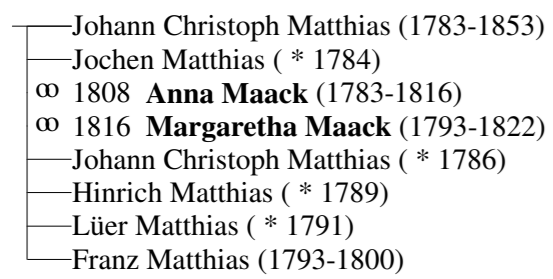 Johann Christoph Matthias (1783-1853)
Jochen Matthias ( * 1784)
∞ 1808 Anna Maack (1783-1816)
∞ 1816 Margaretha Maack (1793-1822)
Johann Christoph Matthias ( * 1786)
Hinrich Matthias ( * 1789)
Lüer Matthias ( * 1791)
Franz Matthias (1793-1800)